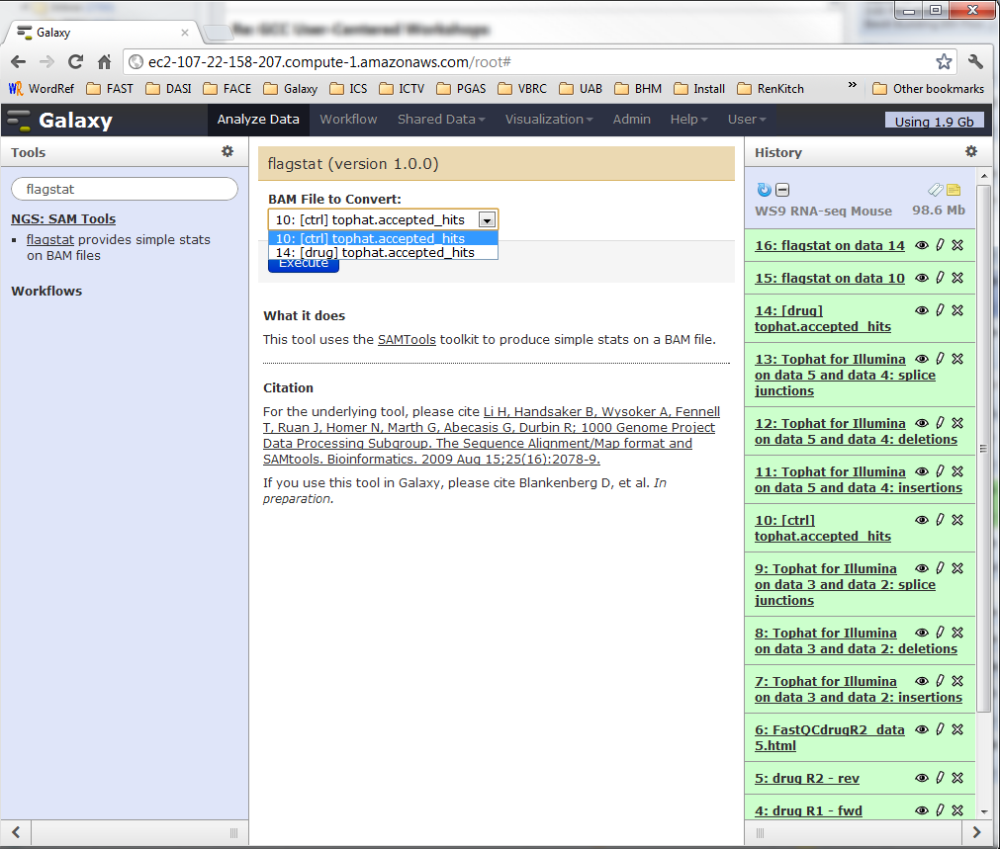 Re: GCC User-Centered Workshops
Galaxy
ec2-107-22-158-207.compute-1.amazonaws.com/root#
WordRef FAST DASI FACE Galaxy ICS ICTV PGAS VBRC UAB BHM Install RenKitch » Other bookmarks
Galaxy Analyze Data Workflow Shared Data Visualization Admin Help User Using 1.9 Gb
Tools
flagstat
NGS: SAM Tools
flagstat provides simple stats
on BAM files
Workflows
flagstat (version 1.0.0)
BAM File to Convert:
10: [ctrl] tophat.accepted_hits
10: [ctrl] tophat.accepted_hits
14: [drug] tophat.accepted_hits
Execute
What it does
This tool uses the SAMTools toolkit to produce simple stats on a BAM file.
Citation
For the underlying tool, please cite Li H, Handsaker B, Wysoker A, Fennell
T, Ruan J, Homer N, Marth G, Abecasis G, Durbin R; 1000 Genome Project
Data Processing Subgroup. The Sequence Alignment/Map format and
SAMtools. Bioinformatics. 2009 Aug 15;25(16):2078-9.
If you use this tool in Galaxy, please cite Blankenberg D, et al. In
preparation.
History
WS9 RNA-seq Mouse 98.6 Mb
16: flagstat on data 14
15: flagstat on data 10
14: [drug]
tophat.accepted_hits
13: Tophat for Illumina
on data 5 and data 4: splice
junctions
12: Tophat for Illumina
on data 5 and data 4: deletions
11: Tophat for Illumina
on data 5 and data 4: insertions
10: [ctrl]
tophat.accepted_hits
9: Tophat for Illumina
on data 3 and data 2: splice
junctions
8: Tophat for Illumina
on data 3 and data 2: deletions
7: Tophat for Illumina
on data 3 and data 2: insertions
6: FastQCdrugR2_data
5.html
5: drug R2 - rev
4: drug R1 - fwd